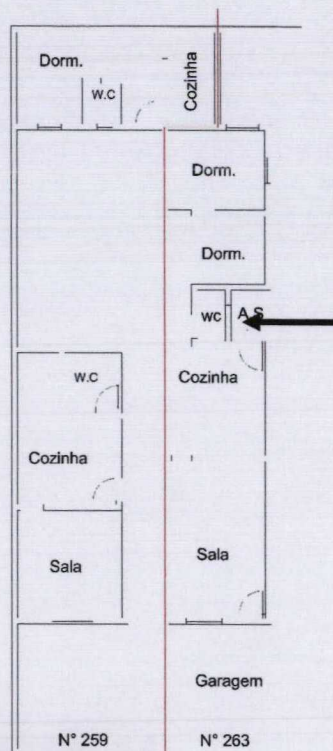 Dorm.
W.C
Cozinha
Dorm.
Dorm.
wc
A.S
Cozinha
W.C
Cozinha
Sala
Sala
Garagem
N° 259
N° 263